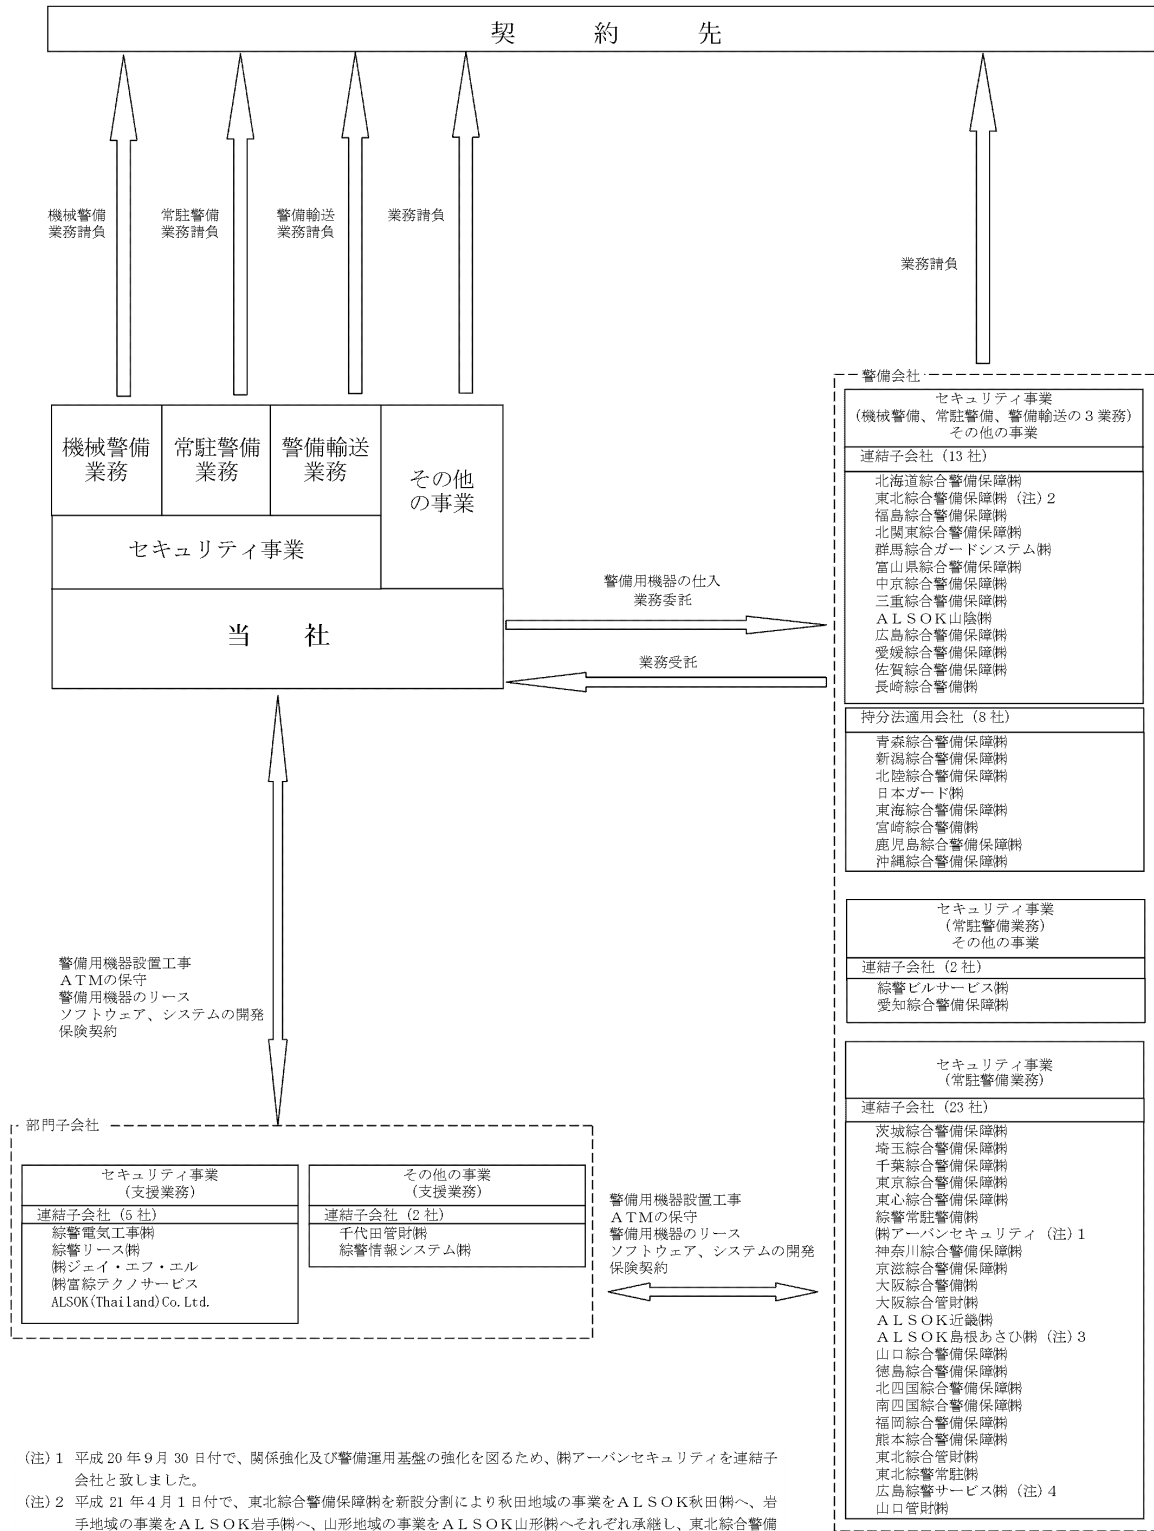 契 約 先
機械警備
業務請負
常駐警備
業務請負
警備輸送
業務請負
業務請負
業務請負
機械警備
業務
常駐警備
業務
警備輸送
業務
その他
の事業
セキュリティ事業
当 社
警備用機器の仕入
業務委託
業務受託
警備会社
セキュリティ事業
(機械警備、常駐警備、警備輸送の3業務)
その他の事業
連結子会社 (13 社)
北海道綜合警備保障㈱
東北綜合警備保障㈱ (注) 2
福島綜合警備保障㈱
北関東綜合警備保障㈱
群馬綜合ガードシステム㈱
富山県綜合警備保障㈱
中京綜合警備保障㈱
三重綜合警備保障㈱
ALSOK山陰㈱
広島綜合警備保障㈱
愛媛綜合警備保障㈱
佐賀綜合警備保障㈱
長崎綜合警備㈱
持分法適用会社 (8 社)
青森綜合警備保障㈱
新潟綜合警備保障㈱
北陸綜合警備保障㈱
日本ガード㈱
東海綜合警備保障㈱
宮崎綜合警備㈱
鹿児島綜合警備保障㈱
沖縄綜合警備保障㈱
セキュリティ事業
(常駐警備業務)
その他の事業
連結子会社 (2 社)
綜警ビルサービス㈱
愛知綜合警備保障㈱
セキュリティ事業
(常駐警備業務)
連結子会社 (23 社)
茨城綜合警備保障㈱
埼玉綜合警備保障㈱
千葉綜合警備保障㈱
東京綜合警備保障㈱
東心綜合警備保障㈱
綜警常駐警備㈱
㈱アーバンセキュリティ (注) 1
神奈川綜合警備保障㈱
京滋綜合警備保障㈱
大阪綜合警備㈱
大阪綜合管財㈱
ALSOK近畿㈱
ALSOK島根あさひ㈱ (注) 3
山口綜合警備保障㈱
徳島綜合警備保障㈱
北四国綜合警備保障㈱
南四国綜合警備保障㈱
福岡綜合警備保障㈱
熊本綜合警備保障㈱
東北綜合管財㈱
東北綜警常駐㈱
広島綜警サービス㈱ (注) 4
山口管財㈱
警備用機器設置工事
ATMの保守
警備用機器のリース
ソフトウェア、システムの開発
保険契約
部門子会社
セキュリティ事業
(支援業務)
連結子会社 (5 社)
綜警電気工事㈱
綜警リース㈱
㈱ジェイ・エフ・エル
㈱富綜テクノサービス
ALSOK(Thailand)Co.Ltd.
その他の事業
(支援業務)
連結子会社 (2 社)
千代田管財㈱
綜警情報システム㈱
警備用機器設置工事
ATMの保守
警備用機器のリース
ソフトウェア、システムの開発
保険契約
(注) 1 平成 20 年 9 月 30 日付で、関係強化及び警備運用基盤の強化を図るため、㈱アーバンセキュリティを連結子
会社と致しました。
(注) 2 平成 21 年 4 月 1 日付で、東北綜合警備保障㈱を新設分割により秋田地域の事業をALSOK秋田㈱へ、岩
手地域の事業をALSOK岩手㈱へ、山形地域の事業をALSOK山形㈱へそれぞれ承継し、東北綜合警備